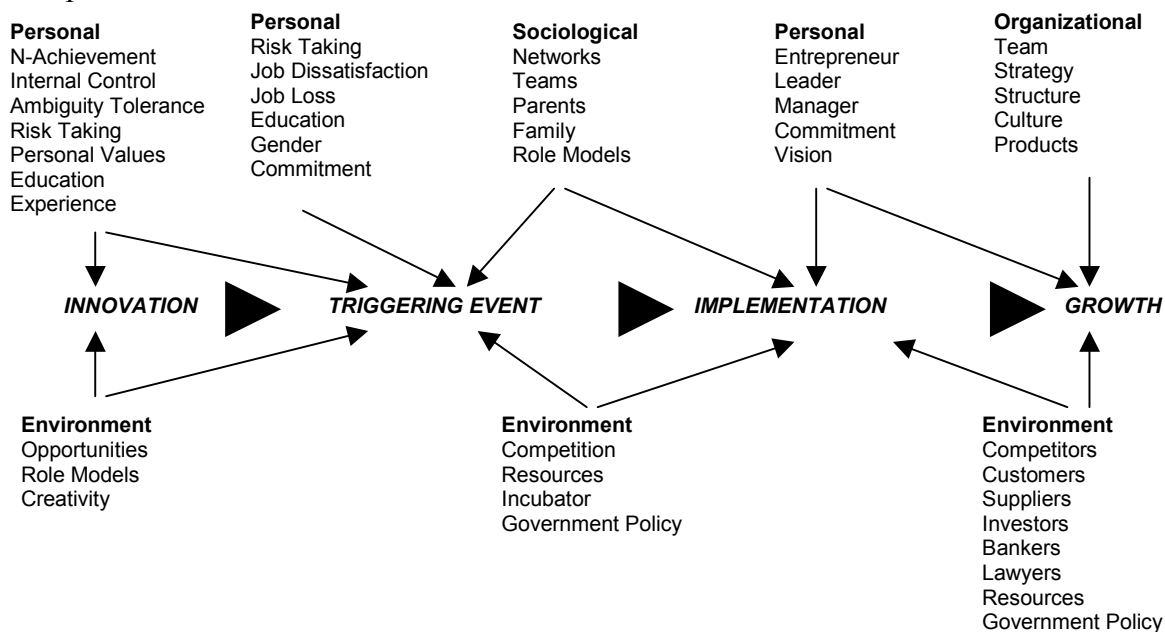 Personal
N-Achievement
Internal Control
Ambiguity Tolerance
Risk Taking
Personal Values
Education
Experience
Personal
Risk Taking
Job Dissatisfaction
Job Loss
Education
Gender
Commitment
Sociological
Networks
Teams
Parents
Family
Role Models
Personal
Entrepreneur
Leader
Manager
Commitment
Vision
Organizational
Team
Strategy
Structure
Culture
Products
INNOVATION
TRIGGERING EVENT
IMPLEMENTATION
GROWTH
Environment
Opportunities
Role Models
Creativity
Environment
Competition
Resources
Incubator
Government Policy
Environment
Competitors
Customers
Suppliers
Investors
Bankers
Lawyers
Resources
Government Policy